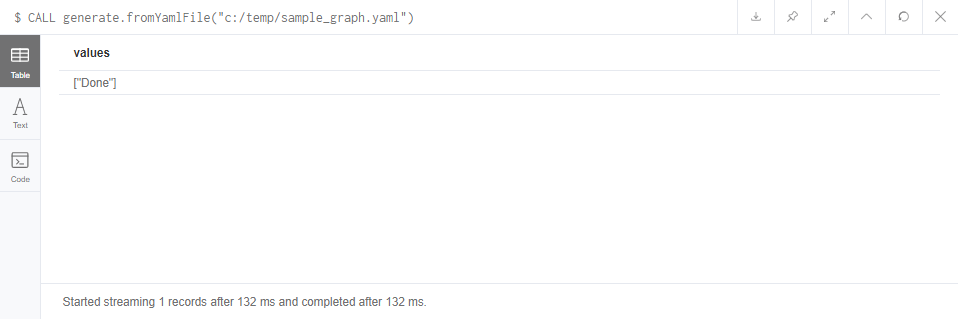 $ CALL generate.fromYamlFile("c:/temp/sample_graph.yaml")
values
Table
["Done"]
A
Text
Code
Started streaming 1 records after 132 ms and completed after 132 ms.